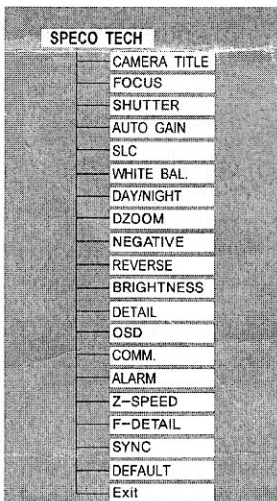 SPECO TECH
CAMERA TITLE
FOCUS
SHUTTER
AUTO GAIN
SLC
WHITE BAL.
DAY/NIGHT
DZOOM
NEGATIVE
REVERSE
BRIGHTNESS
DETAIL
OSD
COMM.
ALARM
Z-SPEED
F-DETAIL
SYNC
DEFAULT
Exit